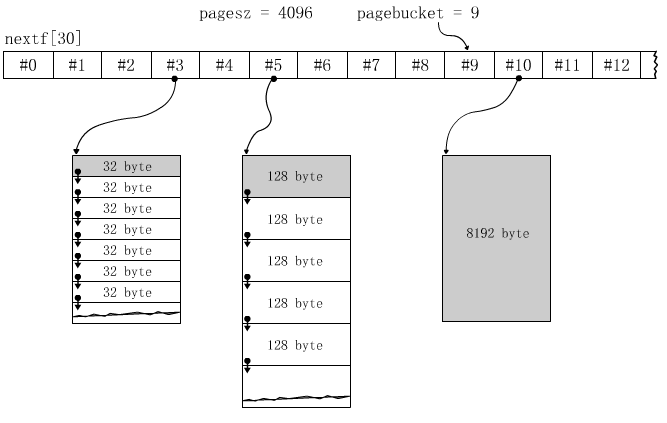 pagesz = 4096 pagebucket = 9
nextf[30]
#0 #1 #2 #3 #4 #5 #6 #7 #8 #9 #10 #11 #12
32 byte
32 byte
32 byte
32 byte
32 byte
32 byte
32 byte
128 byte
128 byte
128 byte
128 byte
128 byte
8192 byte